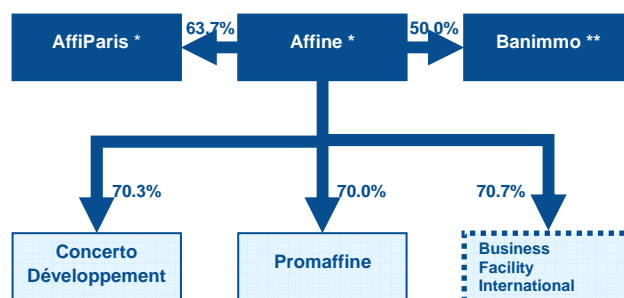 AffiParis *
63.7%
Affine *
50.0%
Banimmo **
70.3%
70.0%
70.7%
Concerto
Développement
Promaffine
Business
Facility
International